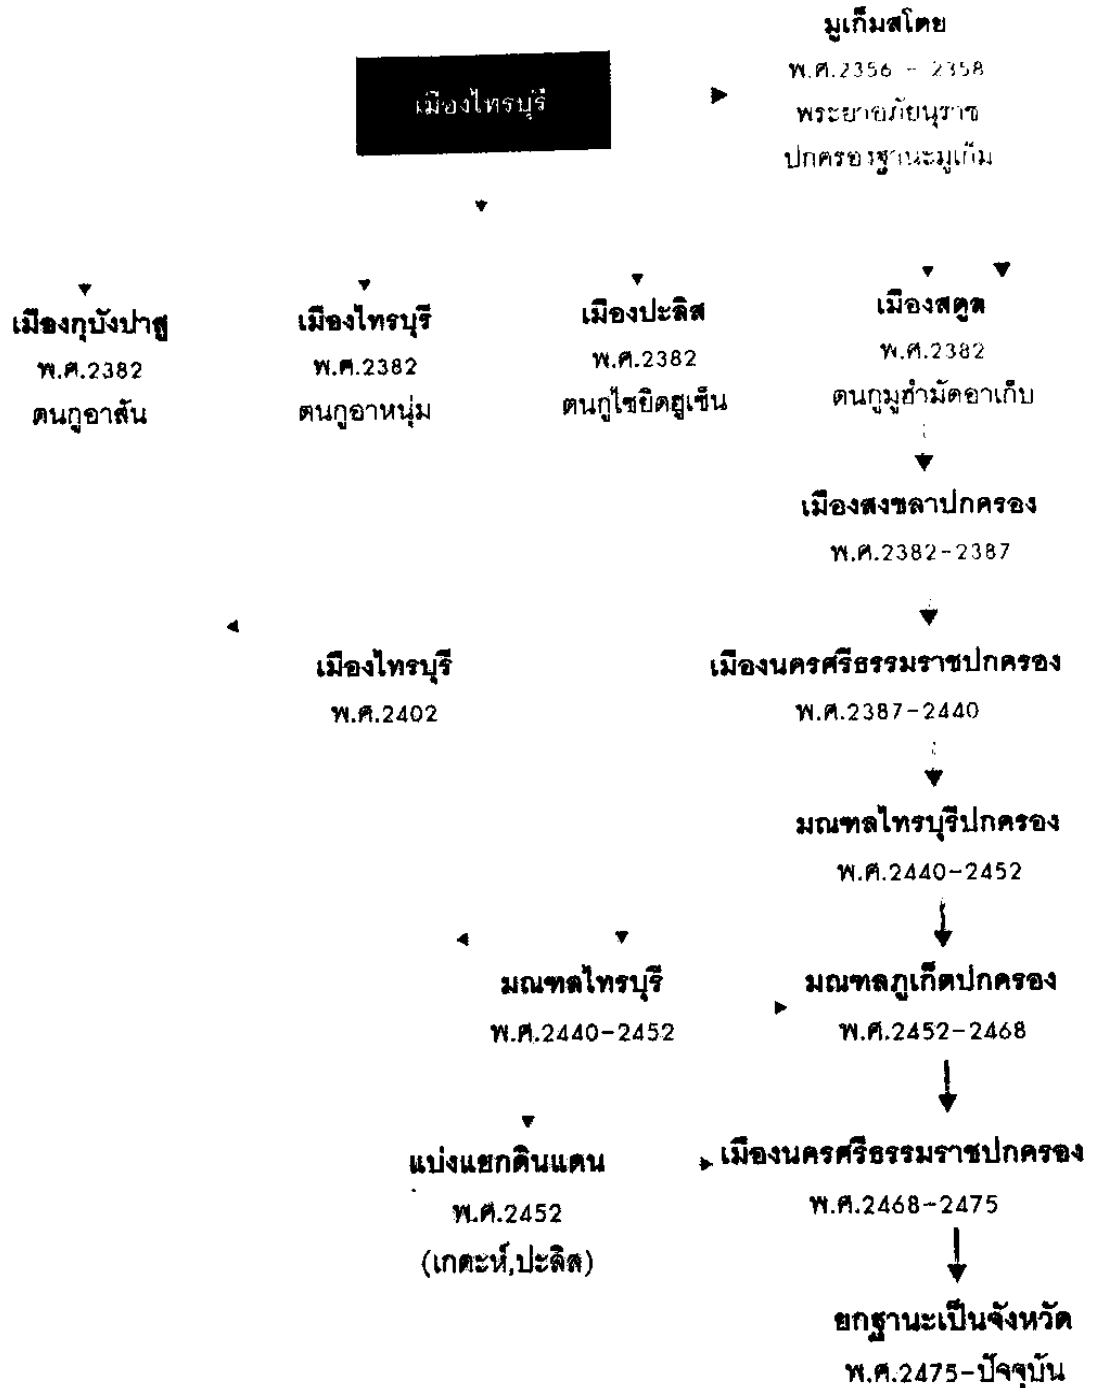 มูเก็มสโตย
พ.ศ.2356 - 2358
พระยาอภัยนุราช
ปกครองฐานะมูเก็ม
เมืองไทรบุรี
เมืองกุบังปาสู
พ.ศ.2382
ตนกูอาสัน
เมืองไทรบุรี
พ.ศ.2382
ตนกูอาหนุ่ม
เมืองปะลิส
พ.ศ.2382
ตนกูไซยิดฮูเซ็น
เมืองสตูล
พ.ศ.2382
ตนกูมูฮำมัดอาเก็บ
เมืองสงขลาปกครอง
พ.ศ.2382-2387
เมืองไทรบุรี
พ.ศ.2402
เมืองนครศรีธรรมราชปกครอง
พ.ศ.2387-2440
มณฑลไทรบุรีปกครอง
พ.ศ.2440-2452
มณฑลไทรบุรี
พ.ศ.2440-2452
มณฑลภูเก็ตปกครอง
พ.ศ.2452-2468
แบ่งแยกดินแดน
พ.ศ.2452
(เกตะห์,ปะลิส)
เมืองนครศรีธรรมราชปกครอง
พ.ศ.2468-2475
ยกฐานะเป็นจังหวัด
พ.ศ.2475-ปัจจุบัน